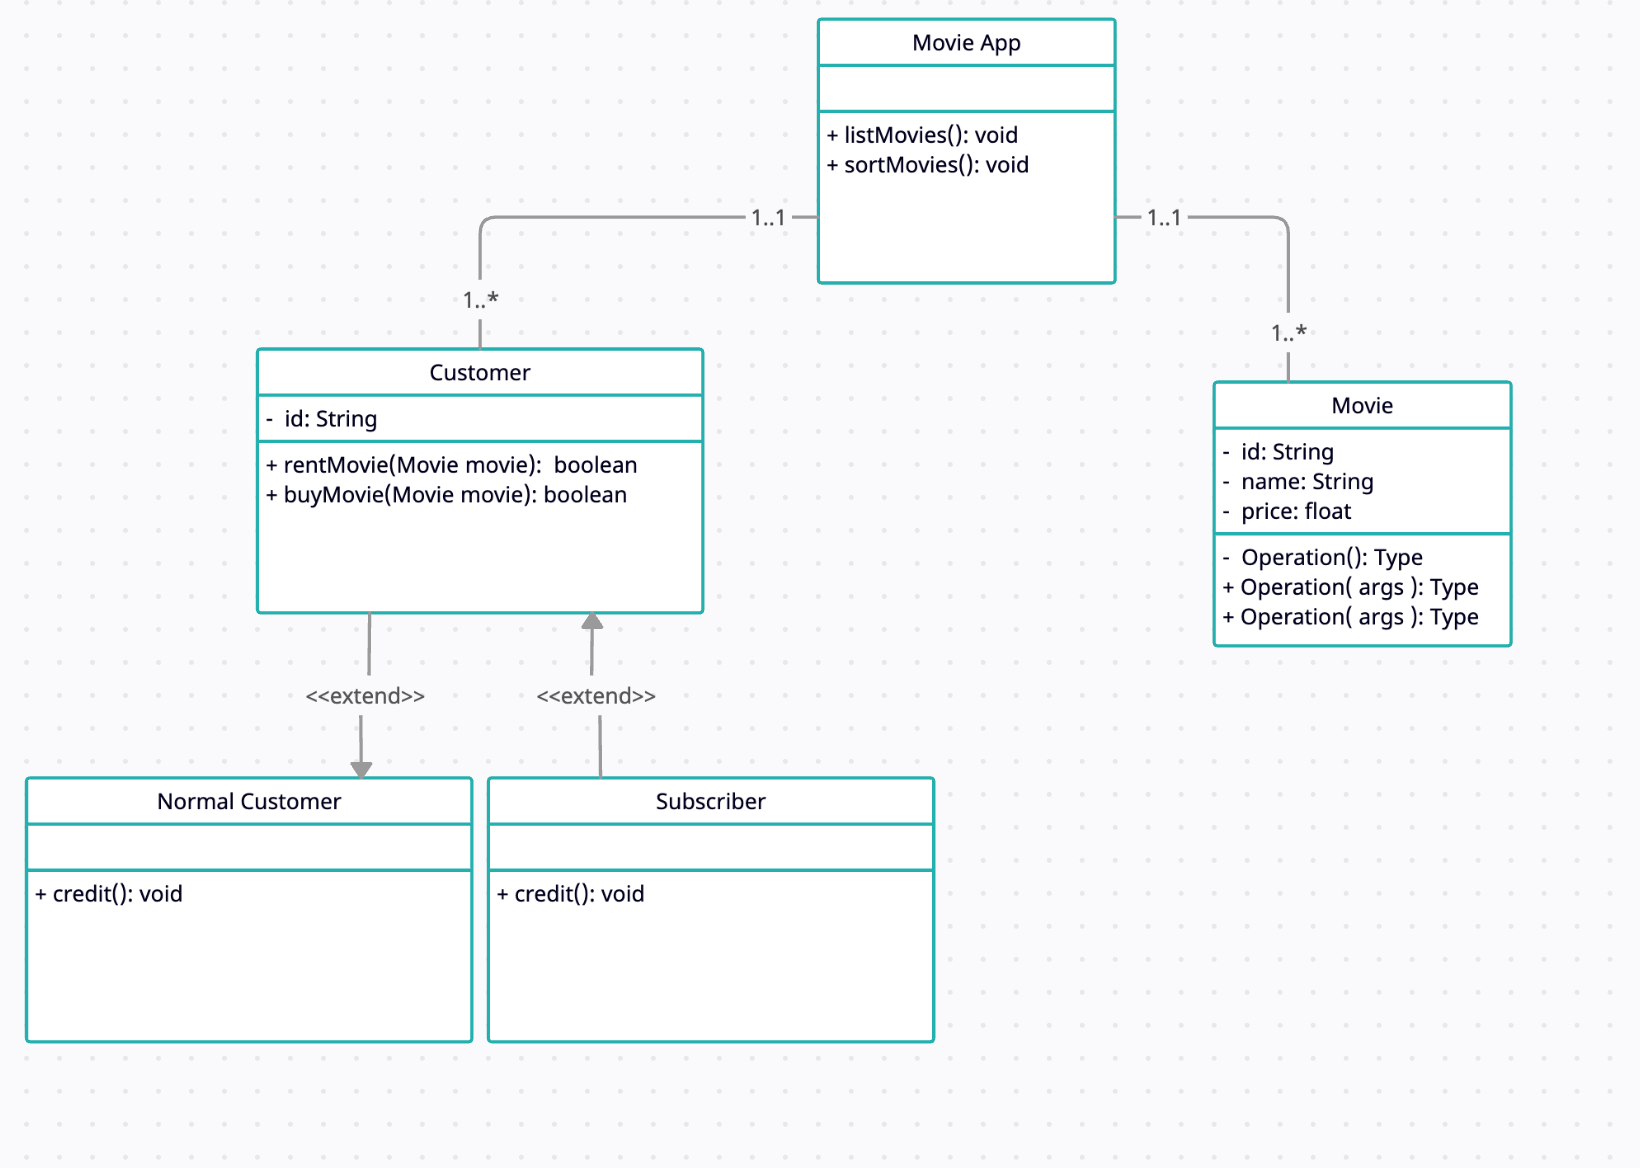 Movie App
+ listMovies(): void
+ sortMovies(): void
1..1
1..1
1..*
1..*
Customer
- id: String
+ rentMovie(Movie movie):  boolean
+ buyMovie(Movie movie): boolean
Movie
- id: String
- name: String
- price: float
- Operation(): Type
+ Operation( args ): Type
+ Operation( args ): Type
<<extend>>
<<extend>>
Normal Customer
+ credit(): void
Subscriber
+ credit(): void